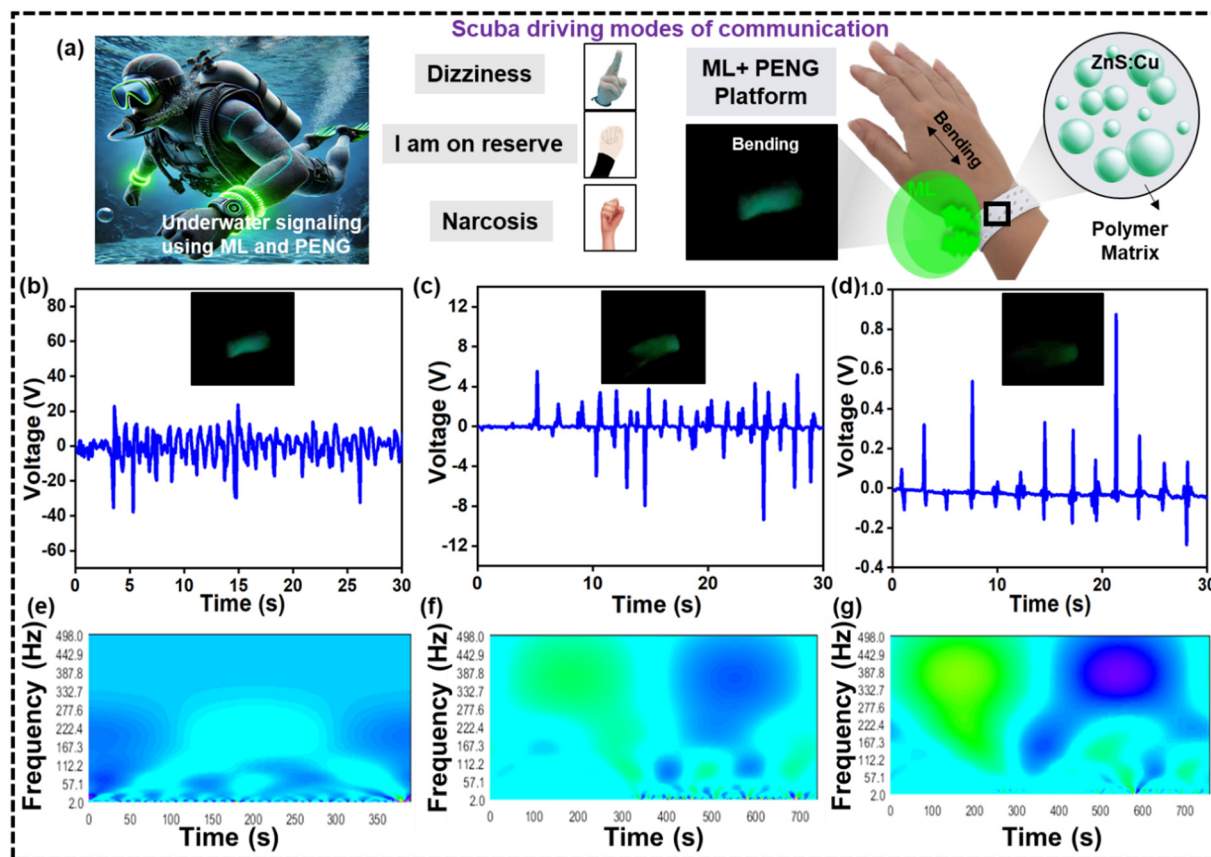 Scuba driving modes of communication
(a)
Underwater signaling
using ML and PENG
Dizziness
I am on reserve
Narcosis
ML+ PENG
Platform
Bending
Bending
ML
ZnS:Cu
Polymer
Matrix
(b)
Voltage (V)
80
60
40
20
0
-20
-40
-60
0 5 10 15 20 25 30
Time (s)
(c)
Voltage (V)
12
8
4
0
-4
-8
-12
0 10 20 30
Time (s)
(d)
Voltage (V)
1.0
0.8
0.6
0.4
0.2
0.0
-0.2
-0.4
0 10 20 30
Time (s)
(e)
Frequency (Hz)
498.0
442.9
387.8
332.7
277.6
222.4
167.3
112.2
57.1
2.0
0 50 100 150 200 250 300 350
Time (s)
(f)
Frequency (Hz)
498.0
442.9
387.8
332.7
277.6
222.4
167.3
112.2
57.1
2.0
0 100 200 300 400 500 600 700
Time (s)
(g)
Frequency (Hz)
498.0
442.9
387.8
332.7
277.6
222.4
167.3
112.2
57.1
2.0
0 100 200 300 400 500 600 700
Time (s)